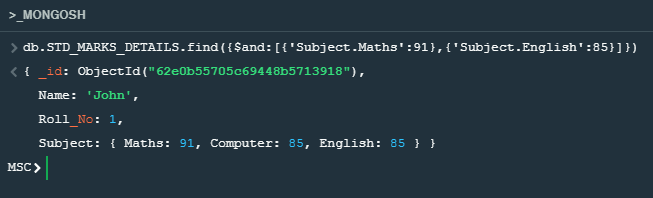 >_MONGOSH
> db.STD_MARKS_DETAILS.find({$and:[{'Subject.Maths':91},{'Subject.English':85}]})
< { _id: ObjectId("62e0b55705c69448b5713918"),
Name: 'John',
Roll_No: 1,
Subject: { Maths: 91, Computer: 85, English: 85 } }
MSC>